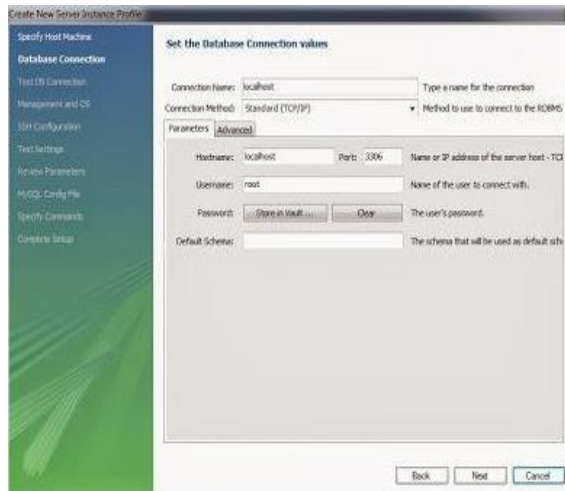 Create New Server Instance Profile
Specify Host Machine
Database Connection
Test DB Connection
Management and OS
SSH Configuration
Test Settings
Review Parameters
MySQL Config File
Specify Commands
Complete Setup
Set the Database Connection values
Connection Name: localhost Type a name for the connection
Connection Method: Standard (TCP/IP) Method to use to connect to the RDBMS
Parameters Advanced
Hostname: localhost Port: 3306 Name or IP address of the server host - TCP
Username: root Name of the user to connect with.
Password: Store in Vault ... Clear The user's password.
Default Schema: The schema that will be used as default sch
Back Next Cancel